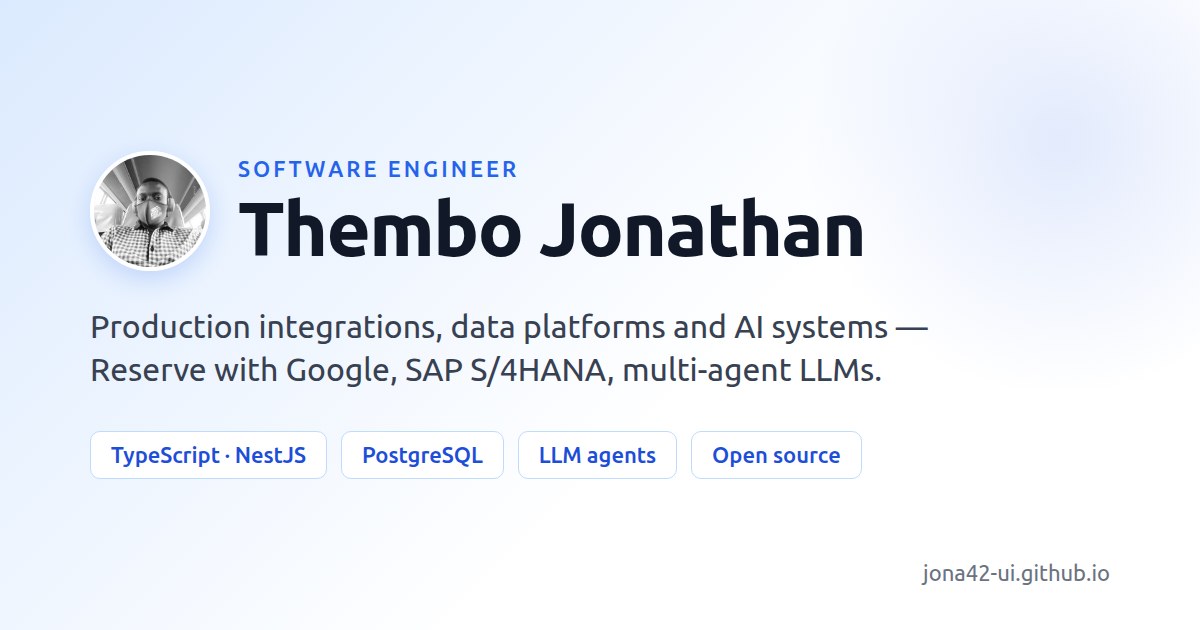 SOFTWARE ENGINEER
Thembo Jonathan
Production integrations, data platforms and AI systems —
Reserve with Google, SAP S/4HANA, multi-agent LLMs.
TypeScript · NestJS
PostgreSQL
LLM agents
Open source
jona42-ui.github.io